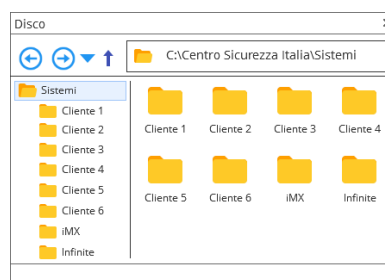 Disco
C:\Centro Sicurezza Italia\Sistemi
Sistemi
Cliente 1
Cliente 2
Cliente 3
Cliente 4
Cliente 5
Cliente 6
iMX
Infinite
Cliente 1 Cliente 2 Cliente 3 Cliente 4
Cliente 5 Cliente 6 iMX Infinite